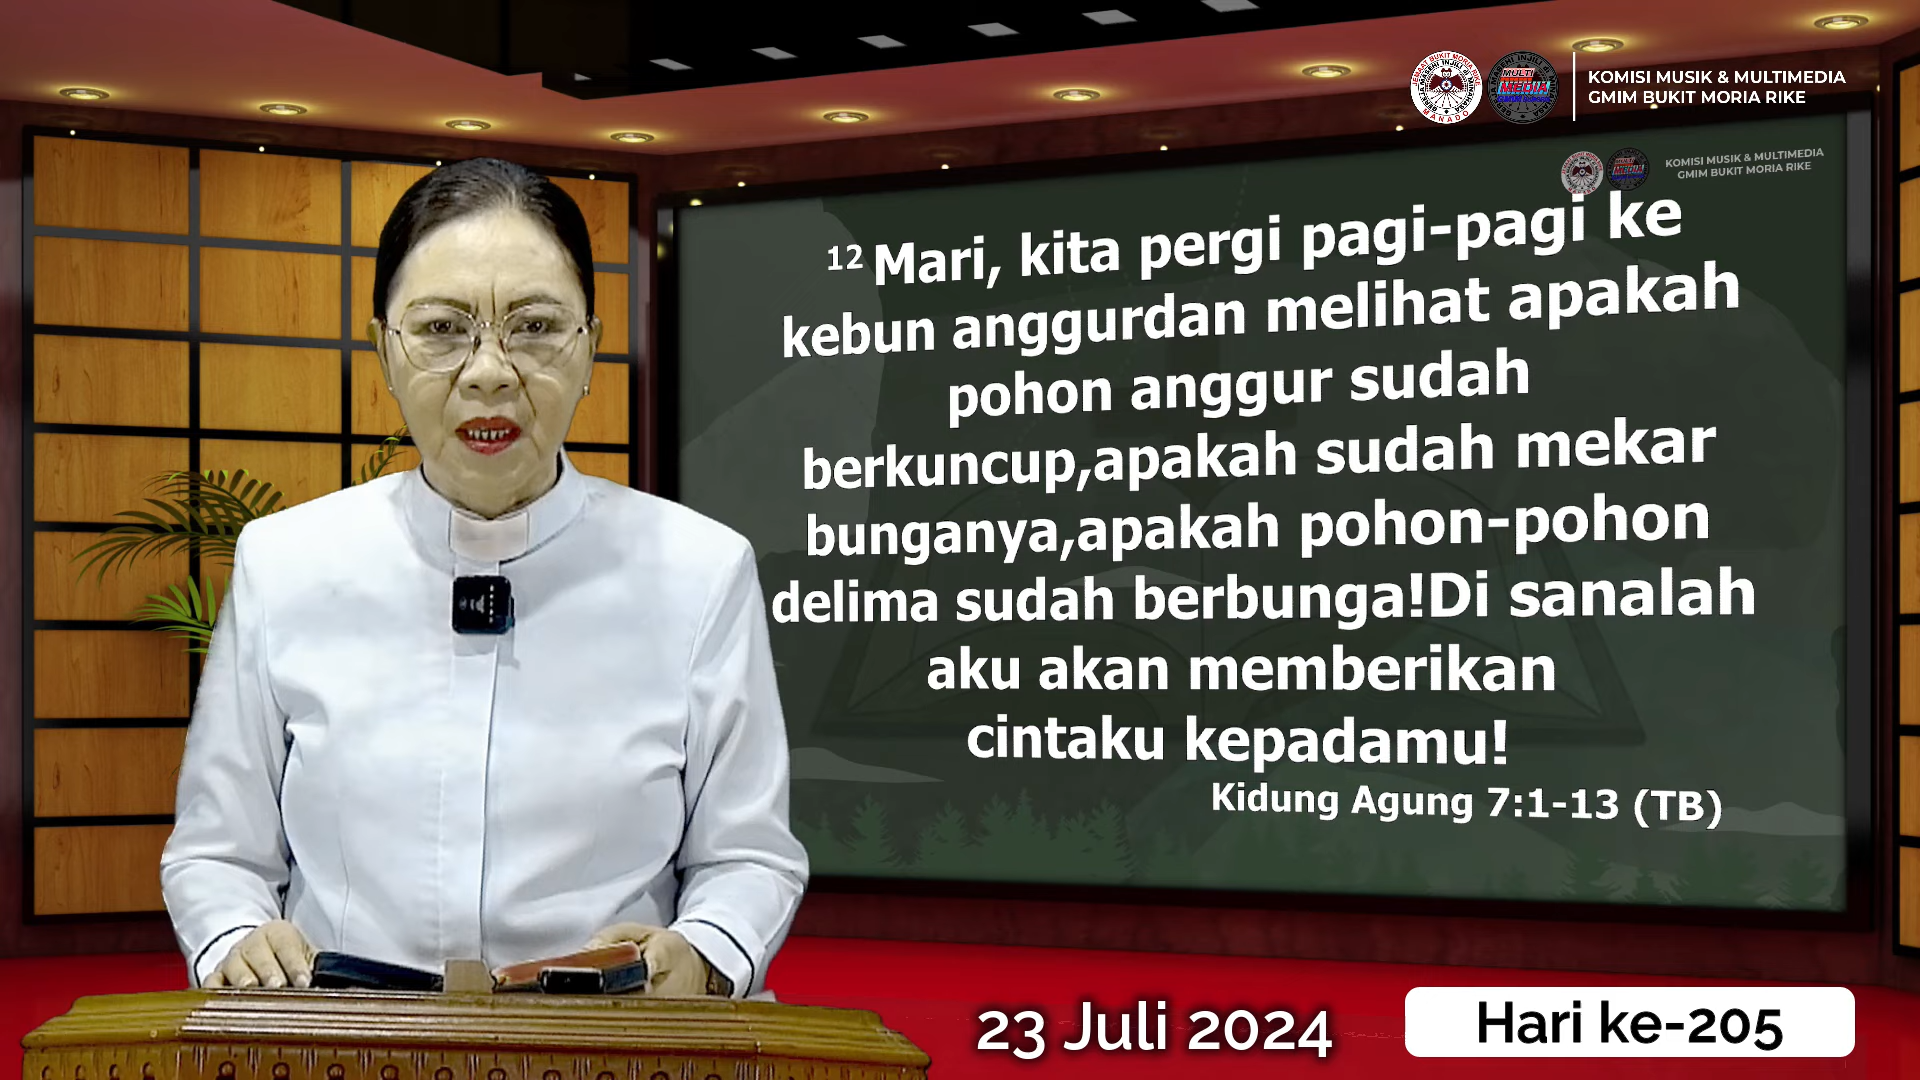 KOMISI MUSIK & MULTIMEDIA
GMIM BUKIT MORIA RIKE
KOMISI MUSIK & MULTIMEDIA
GMIM BUKIT MORIA RIKE
12 Mari, kita pergi pagi-pagi ke
kebun anggurdan melihat apakah
pohon anggur sudah
berkuncup,apakah sudah mekar
bunganya,apakah pohon-pohon
delima sudah berbunga!Di sanalah
aku akan memberikan
cintaku kepadamu!
Kidung Agung 7:1-13 (TB)
23 Juli 2024
Hari ke-205
MULTI
MEDIA
MANADO